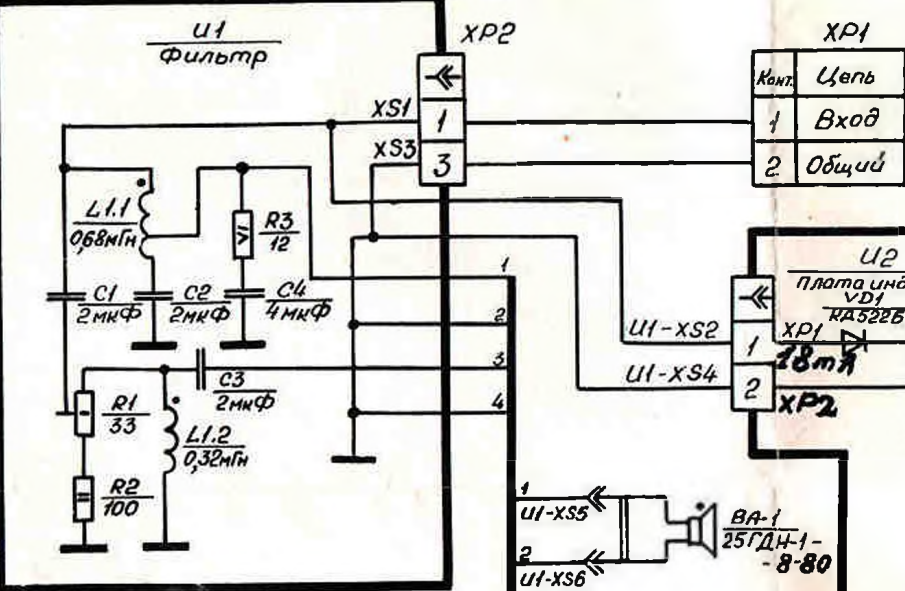 U1
Фильтр
XP2
XP1
Конт. Цепь
1 Вход
2 Общий
XS1
1
XS3
3
L1.1
0,68мГн
R3
12
C1
2мкФ
C2
2мкФ
C4
4мкФ
1
2
3
4
C3
2мкФ
R1
33
L1.2
0,32мГн
R2
100
U2
Плата инд
VD1
КД522Б
U1-XS2
1
XP1
18тА
U1-XS4
2
XP2
1
U1-XS5
2
U1-XS6
BA-1
25ГДН-1-
-8-80